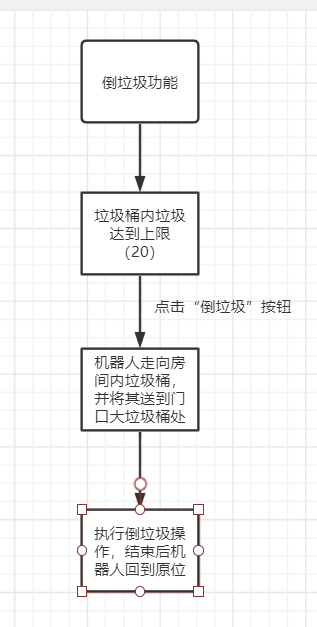 倒垃圾功能
垃圾桶内垃圾
达到上限
（20）
点击“倒垃圾”按钮
机器人走向房
间内垃圾桶，
并将其送到门
口大垃圾桶处
执行倒垃圾操
作，结束后机
器人回到原位